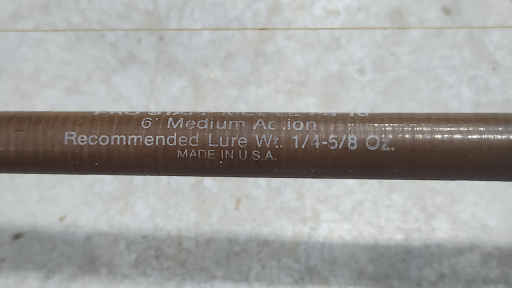 6' Medium Action
Recommended Lure Wt. 1/4-5/8 Oz.
MADE IN U.S.A.